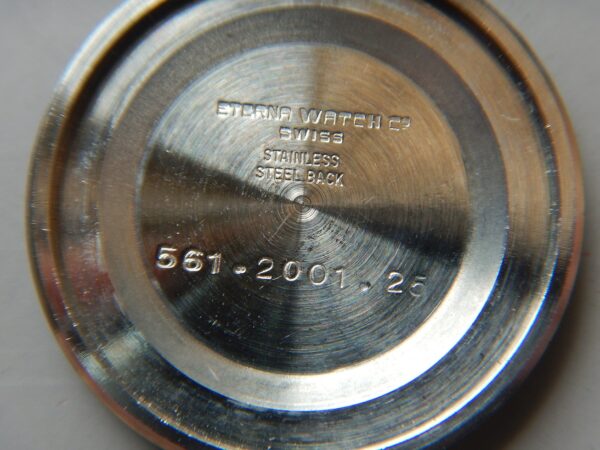 ETERNA WATCH Cº
SWISS
STAINLESS
STEEL BACK
561.2001.25